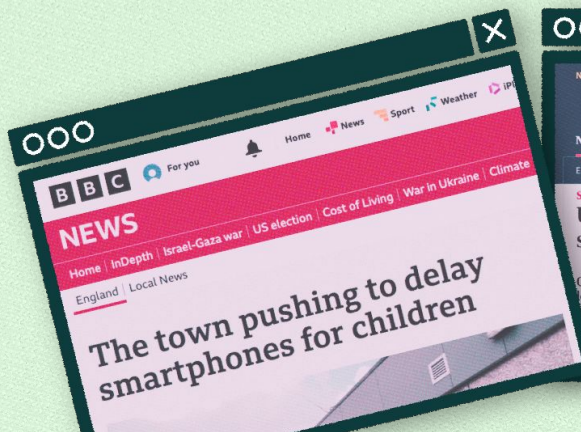 BBC For you Home News Sport Weather
NEWS
Home InDepth Israel-Gaza war US election Cost of Living War in Ukraine Climate
England Local News
The town pushing to delay
smartphones for children